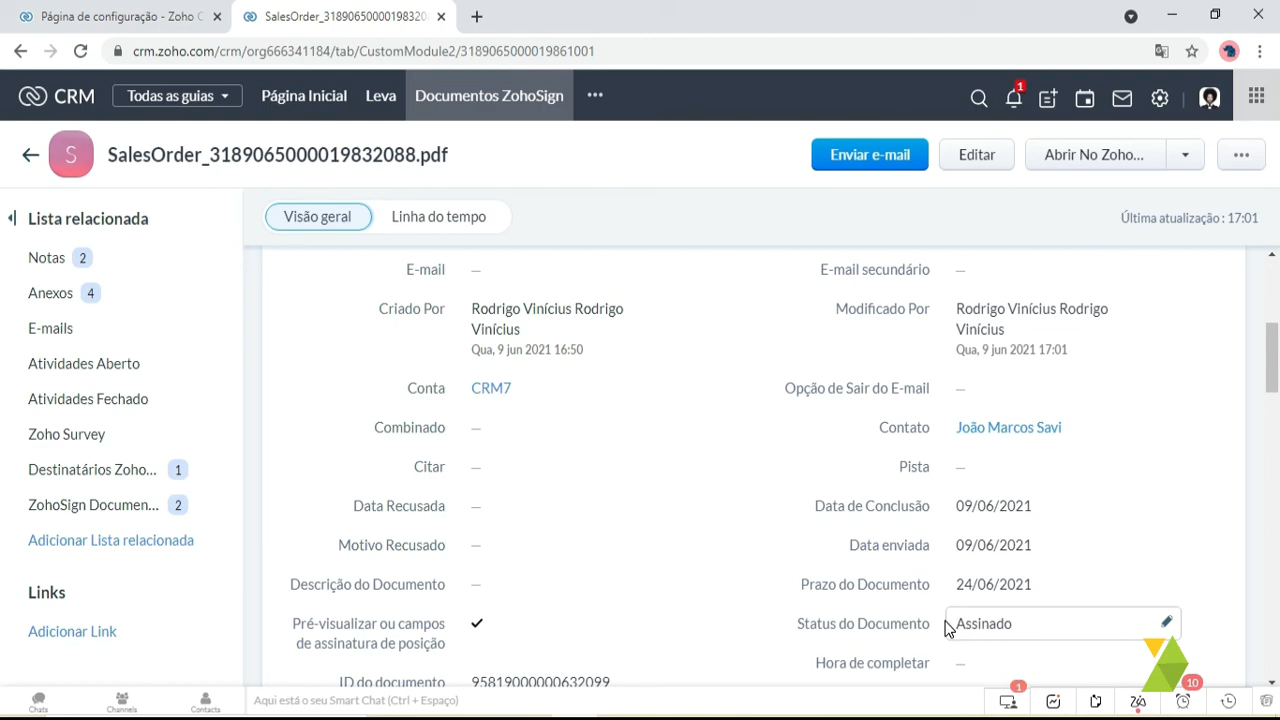 Página de configuração - Zoho C
SalesOrder_3189065000019832088
crm.zoho.com/crm/org666341184/tab/CustomModule2/3189065000019861001
CRM
Todas as guias
Página Inicial
Leva
Documentos ZohoSign
1
S
SalesOrder_3189065000019832088.pdf
Enviar e-mail
Editar
Abrir No Zoho...
Lista relacionada
Visão geral
Linha do tempo
Última atualização : 17:01
Notas 2
Anexos 4
E-mails
Atividades Aberto
Atividades Fechado
Zoho Survey
Destinatários Zoho... 1
ZohoSign Documen... 2
Adicionar Lista relacionada
Links
Adicionar Link
E-mail —
E-mail secundário —
Criado Por Rodrigo Vinícius Rodrigo
Vinícius
Qua, 9 jun 2021 16:50
Modificado Por Rodrigo Vinícius Rodrigo
Vinícius
Qua, 9 jun 2021 17:01
Conta CRM7
Opção de Sair do E-mail —
Combinado —
Contato João Marcos Savi
Citar —
Pista —
Data Recusada —
Data de Conclusão 09/06/2021
Motivo Recusado —
Data enviada 09/06/2021
Descrição do Documento —
Prazo do Documento 24/06/2021
Pré-visualizar ou campos
de assinatura de posição
Status do Documento Assinado
Hora de completar —
ID do documento 95819000000632099
Chats
Channels
Contacts
Aqui está o seu Smart Chat (Ctrl + Espaço)
1
10